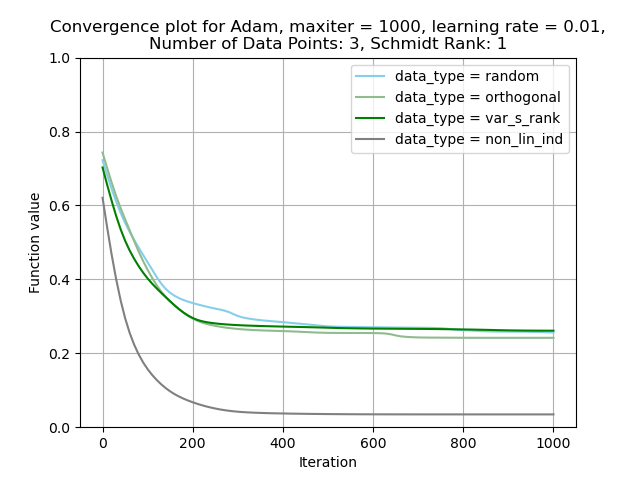 Convergence plot for Adam, maxiter = 1000, learning rate = 0.01,
Number of Data Points: 3, Schmidt Rank: 1
data_type = random
data_type = orthogonal
data_type = var_s_rank
data_type = non_lin_ind
Function value
1.0
0.8
0.6
0.4
0.2
0.0
0 200 400 600 800 1000
Iteration